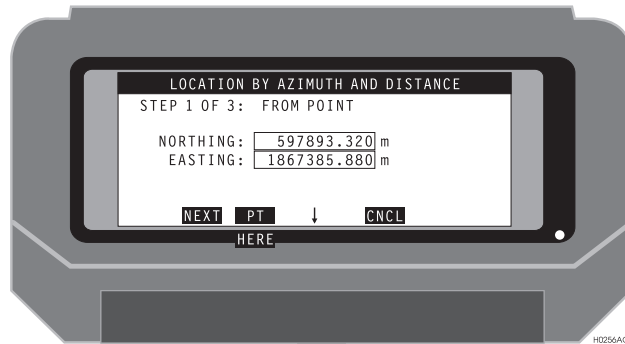 LOCATION BY AZIMUTH AND DISTANCE
STEP 1 OF 3: FROM POINT
NORTHING: 597893.320 m
EASTING: 1867385.880 m
NEXT PT ↓ CNCL
HERE
H0256AC